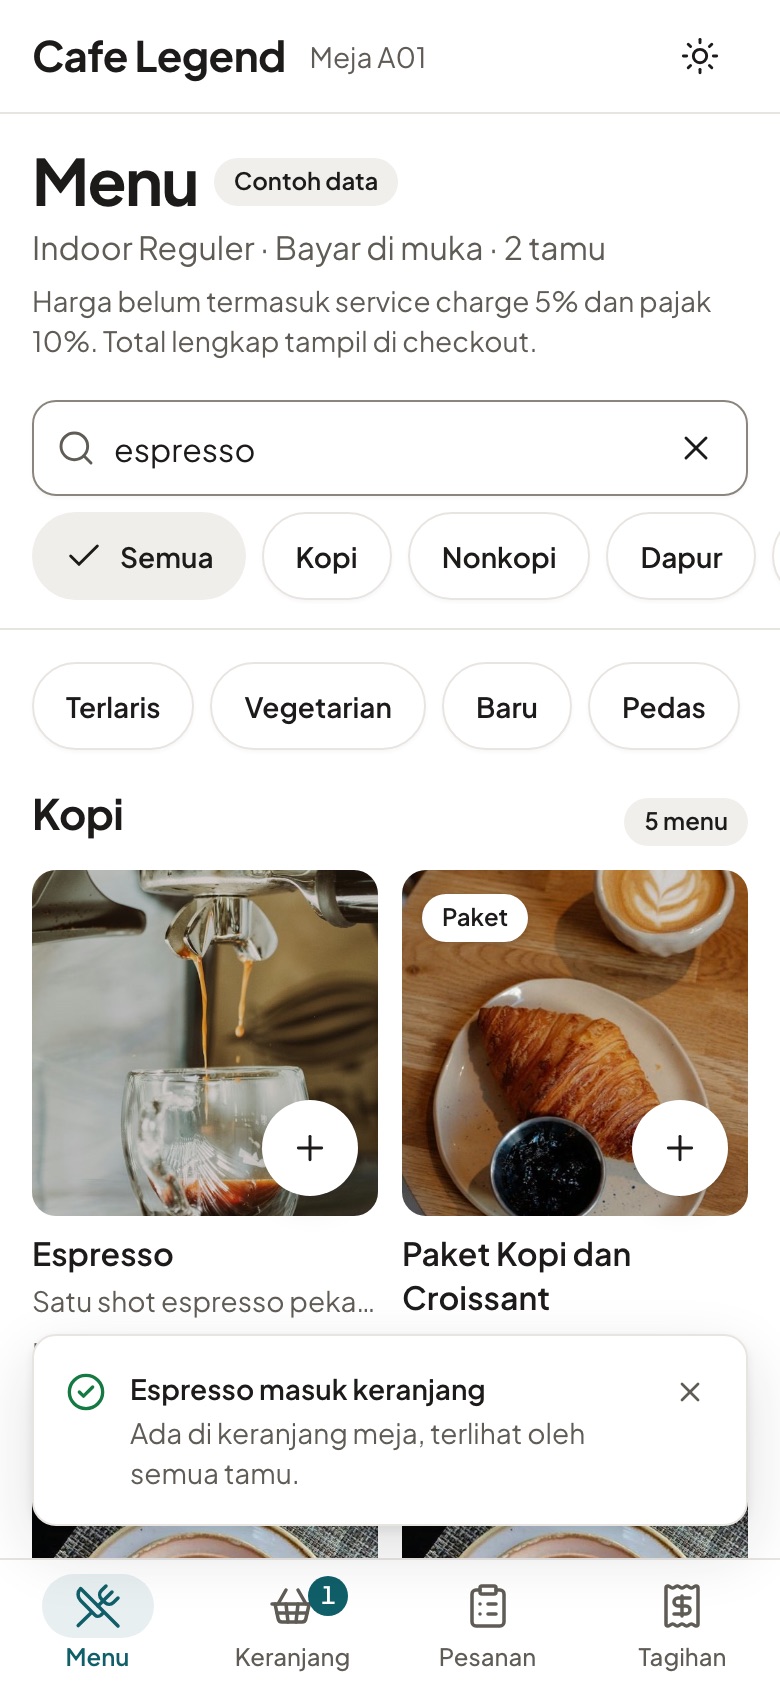 Cafe Legend Meja A01
Menu Contoh data
Indoor Reguler · Bayar di muka · 2 tamu
Harga belum termasuk service charge 5% dan pajak
10%. Total lengkap tampil di checkout.
espresso
Semua Kopi Nonkopi Dapur
Terlaris Vegetarian Baru Pedas
Kopi 5 menu
Paket
Espresso
Satu shot espresso peka...
Paket Kopi dan
Croissant
Espresso masuk keranjang
Ada di keranjang meja, terlihat oleh
semua tamu.
1
Menu Keranjang Pesanan Tagihan